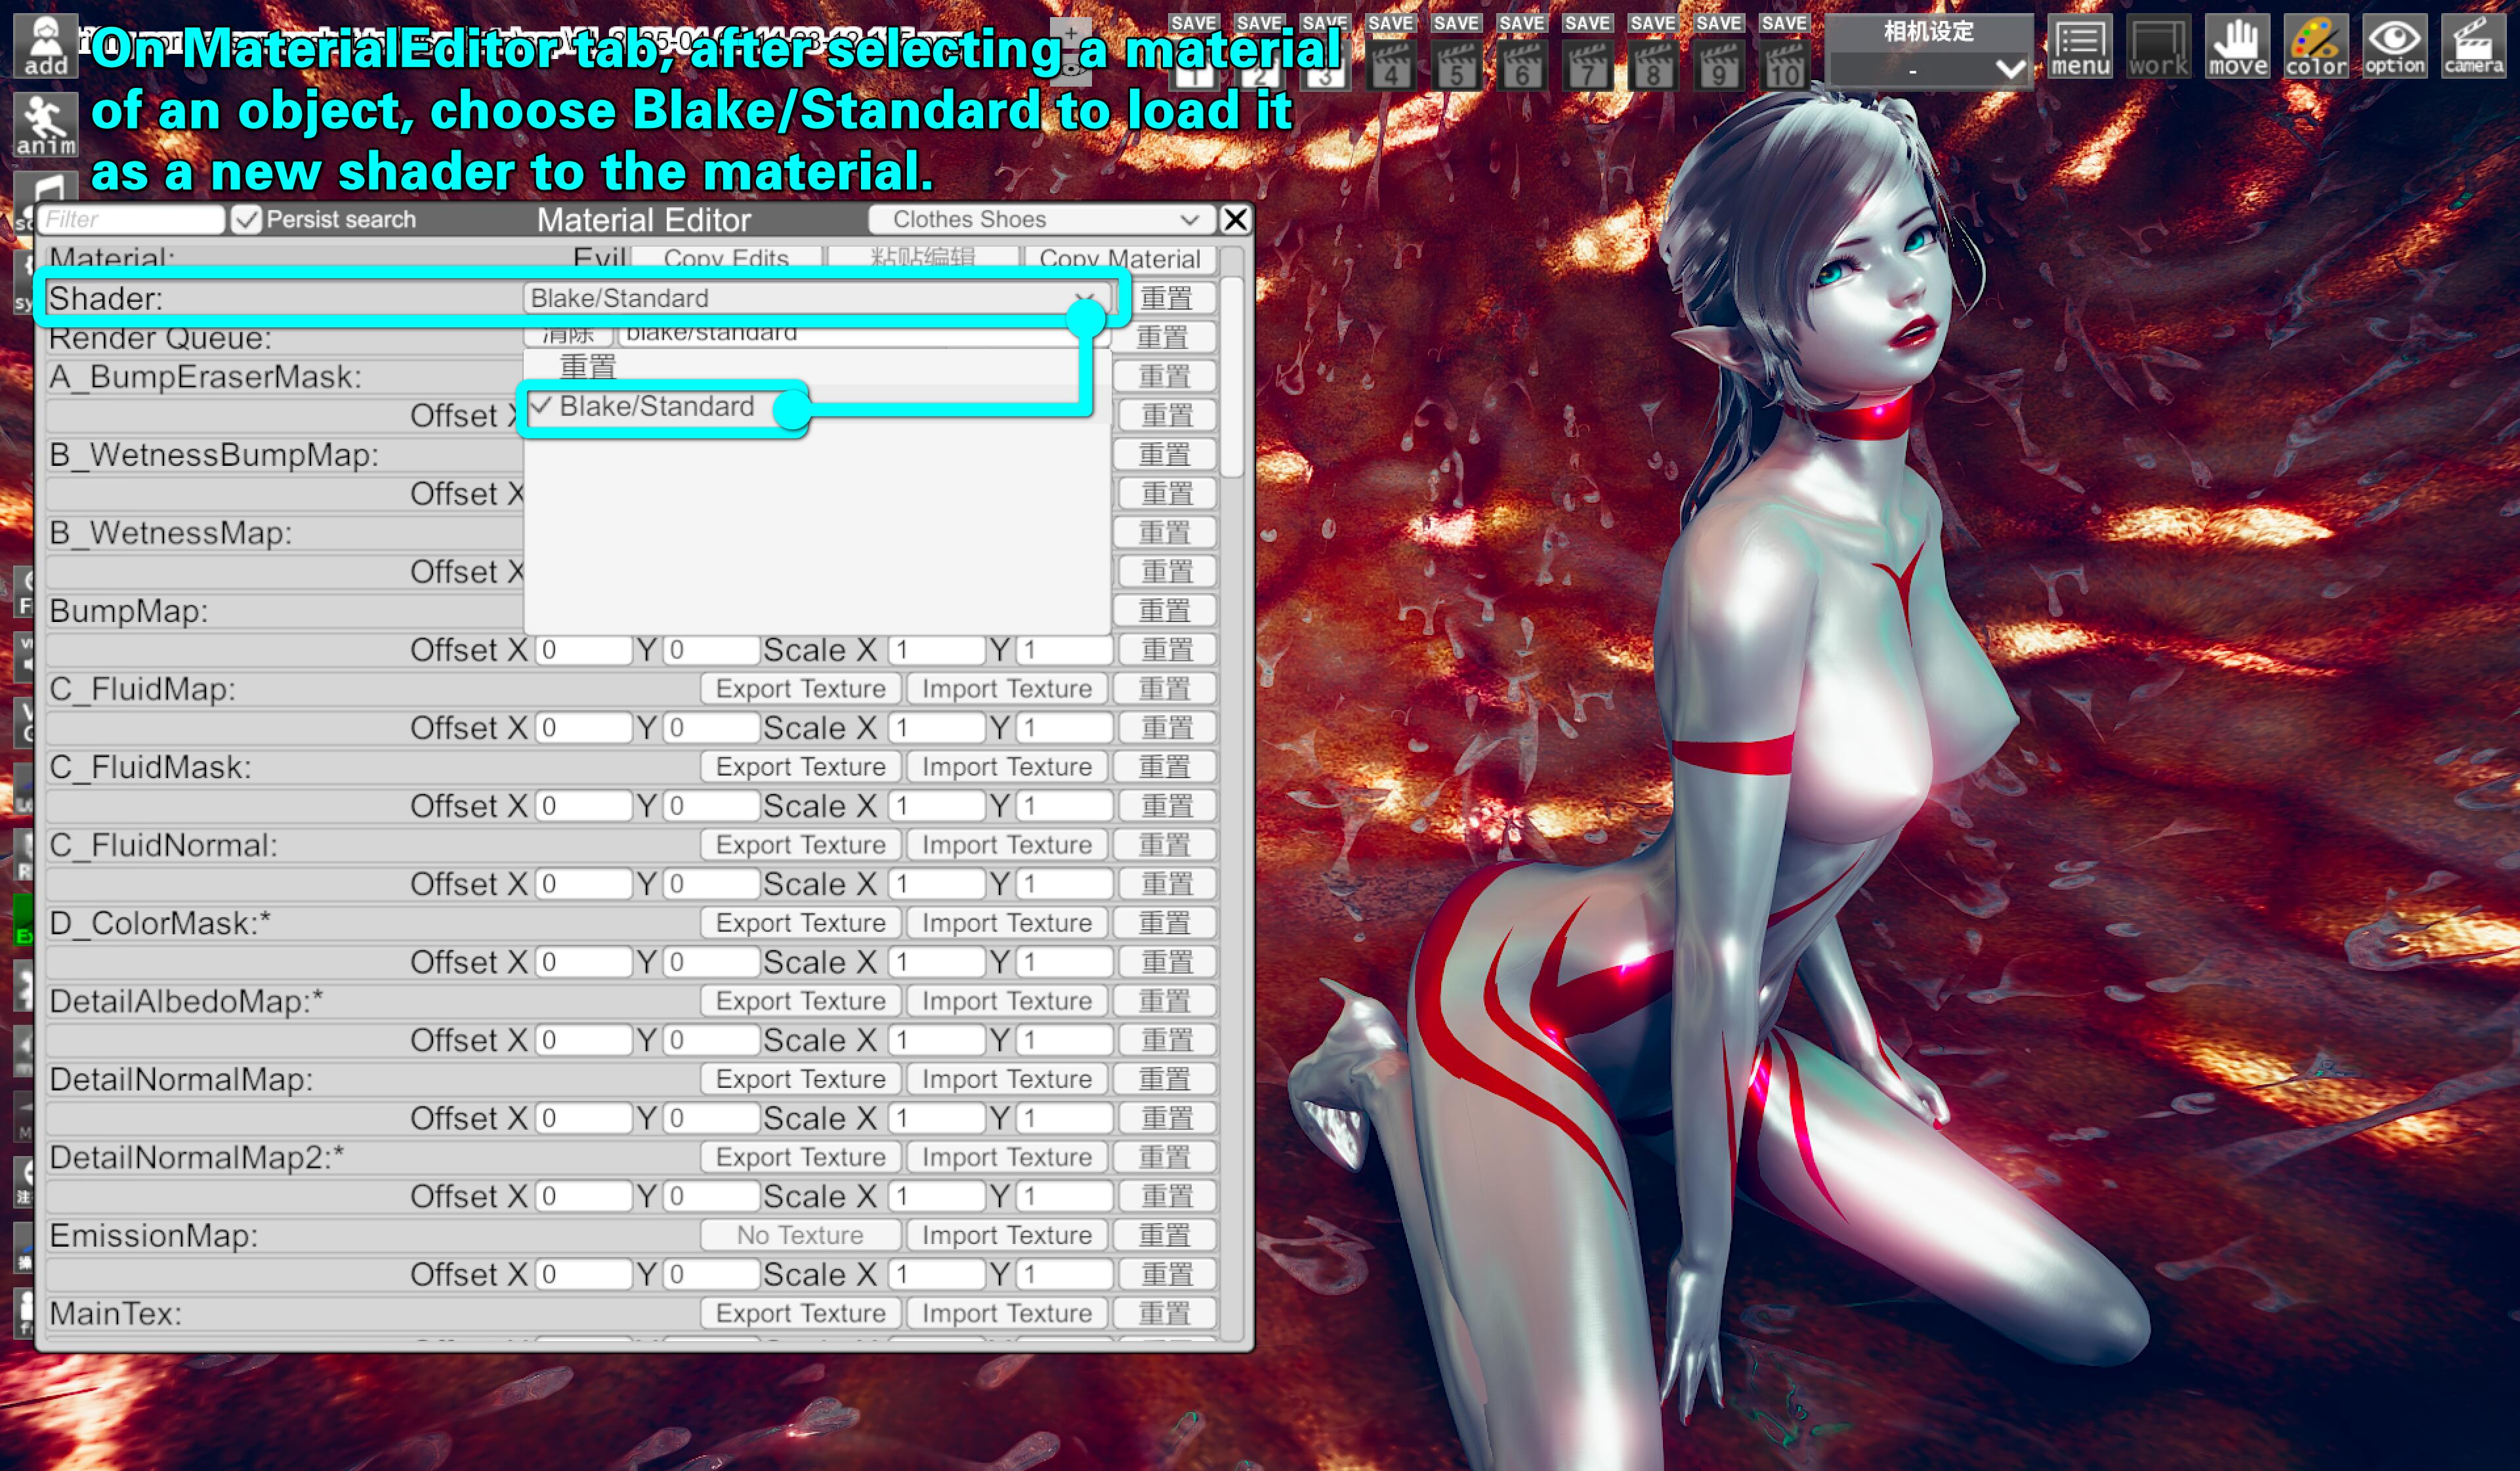 On MaterialEditor tab, after selecting a material
of an object, choose Blake/Standard to load it
as a new shader to the material.
add
anim
SAVE SAVE SAVE SAVE SAVE SAVE SAVE SAVE SAVE SAVE
1 2 3 4 5 6 7 8 9 10
相机设定
-
menu work move color option camera
Filter Persist search Material Editor Clothes Shoes
Material: Evil Copy Edits 粘贴编辑 Copy Material
Shader: Blake/Standard 重置
Render Queue: 清除 blake/standard 重置
重置
A_BumpEraserMask: 重置
Blake/Standard
Offset X 重置
B_WetnessBumpMap: 重置
Offset X 重置
B_WetnessMap: 重置
Offset X 重置
BumpMap: 重置
Offset X 0 Y 0 Scale X 1 Y 1 重置
C_FluidMap: Export Texture Import Texture 重置
Offset X 0 Y 0 Scale X 1 Y 1 重置
C_FluidMask: Export Texture Import Texture 重置
Offset X 0 Y 0 Scale X 1 Y 1 重置
C_FluidNormal: Export Texture Import Texture 重置
Offset X 0 Y 0 Scale X 1 Y 1 重置
D_ColorMask:* Export Texture Import Texture 重置
Offset X 0 Y 0 Scale X 1 Y 1 重置
DetailAlbedoMap:* Export Texture Import Texture 重置
Offset X 0 Y 0 Scale X 1 Y 1 重置
DetailNormalMap: Export Texture Import Texture 重置
Offset X 0 Y 0 Scale X 1 Y 1 重置
DetailNormalMap2:* Export Texture Import Texture 重置
Offset X 0 Y 0 Scale X 1 Y 1 重置
EmissionMap: No Texture Import Texture 重置
Offset X 0 Y 0 Scale X 1 Y 1 重置
MainTex: Export Texture Import Texture 重置